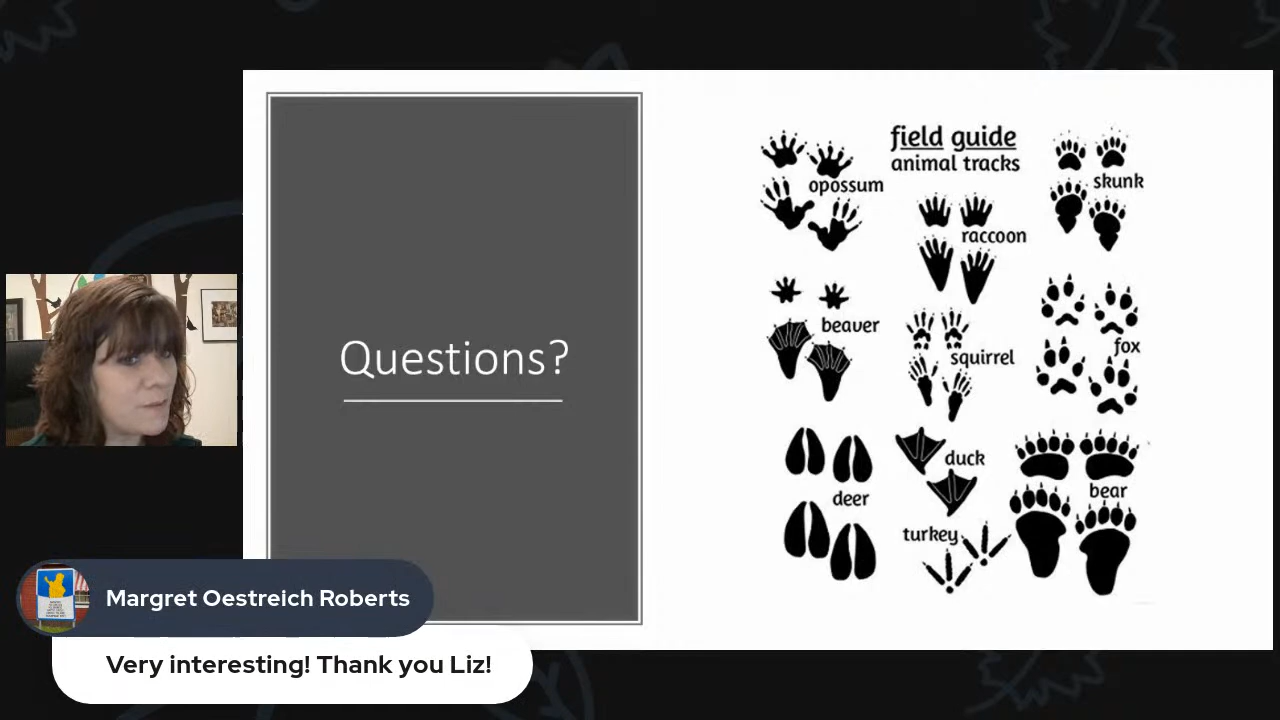 Questions?
field guide
animal tracks
opossum
skunk
raccoon
beaver
squirrel
fox
duck
deer
bear
turkey
Margret Oestreich Roberts
Very interesting! Thank you Liz!